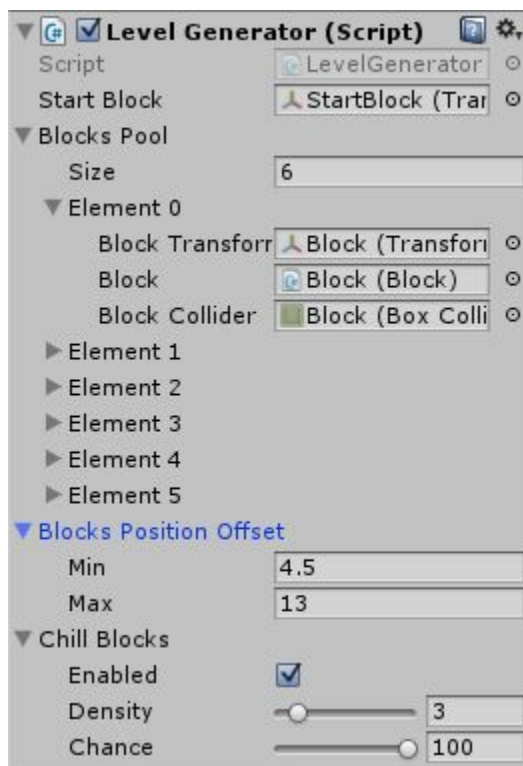 Level Generator (Script)
Script LevelGenerator
Start Block StartBlock (Tran
Blocks Pool
Size 6
Element 0
Block Transforr Block (Transfor
Block Block (Block)
Block Collider Block (Box Colli
Element 1
Element 2
Element 3
Element 4
Element 5
Blocks Position Offset
Min 4.5
Max 13
Chill Blocks
Enabled
Density 3
Chance 100